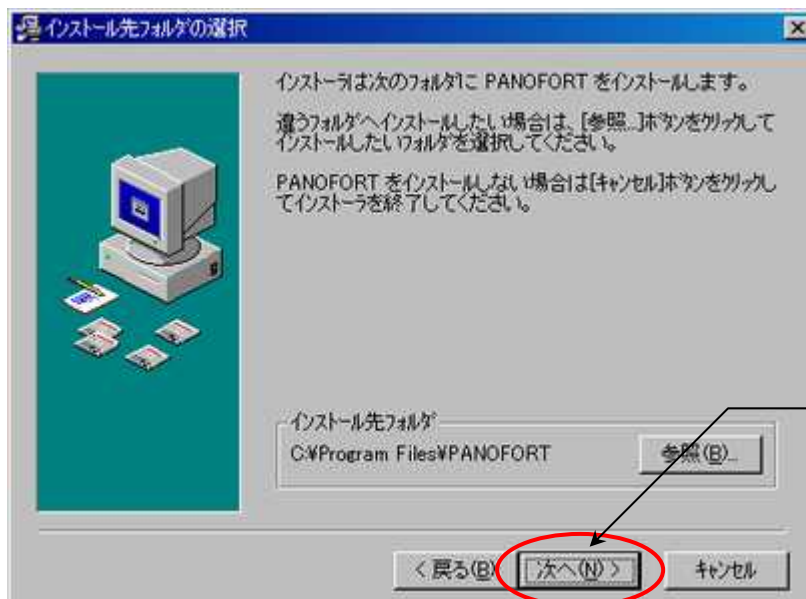 インストール先フォルダの選択
インストーラは次のフォルダに PANOFORT をインストールします。
違うフォルダへインストールしたい場合は、[参照...]ボタンをクリックして
インストールしたいフォルダを選択してください。
PANOFORT をインストールしない場合は[キャンセル]ボタンをクリックし
てインストーラを終了してください。
インストール先フォルダ
C:¥Program Files¥PANOFORT
参照(B)...
< 戻る(B)
次へ(N) >
キャンセル